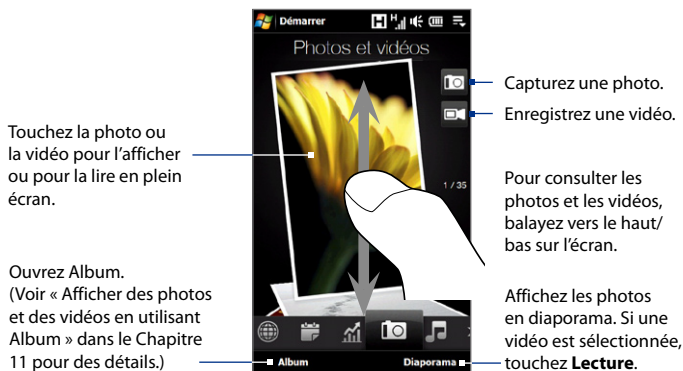 Démarrer
Photos et vidéos
Capturez une photo.
Enregistrez une vidéo.
Touchez la photo ou
la vidéo pour l'afficher
ou pour la lire en plein
écran.
1 / 35
Pour consulter les
photos et les vidéos,
balayez vers le haut/
bas sur l'écran.
Ouvrez Album.
(Voir « Afficher des photos
et des vidéos en utilisant
Album » dans le Chapitre
11 pour des détails.)
Affichez les photos
en diaporama. Si une
vidéo est sélectionnée,
touchez Lecture.
Album
Diaporama